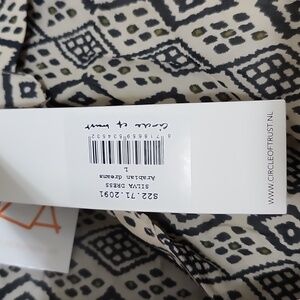 Circle of trust
L
Arabian dreams
SILVA DRESS
S22.71.2091
WWW.CIRCLEOFTRUST.NL